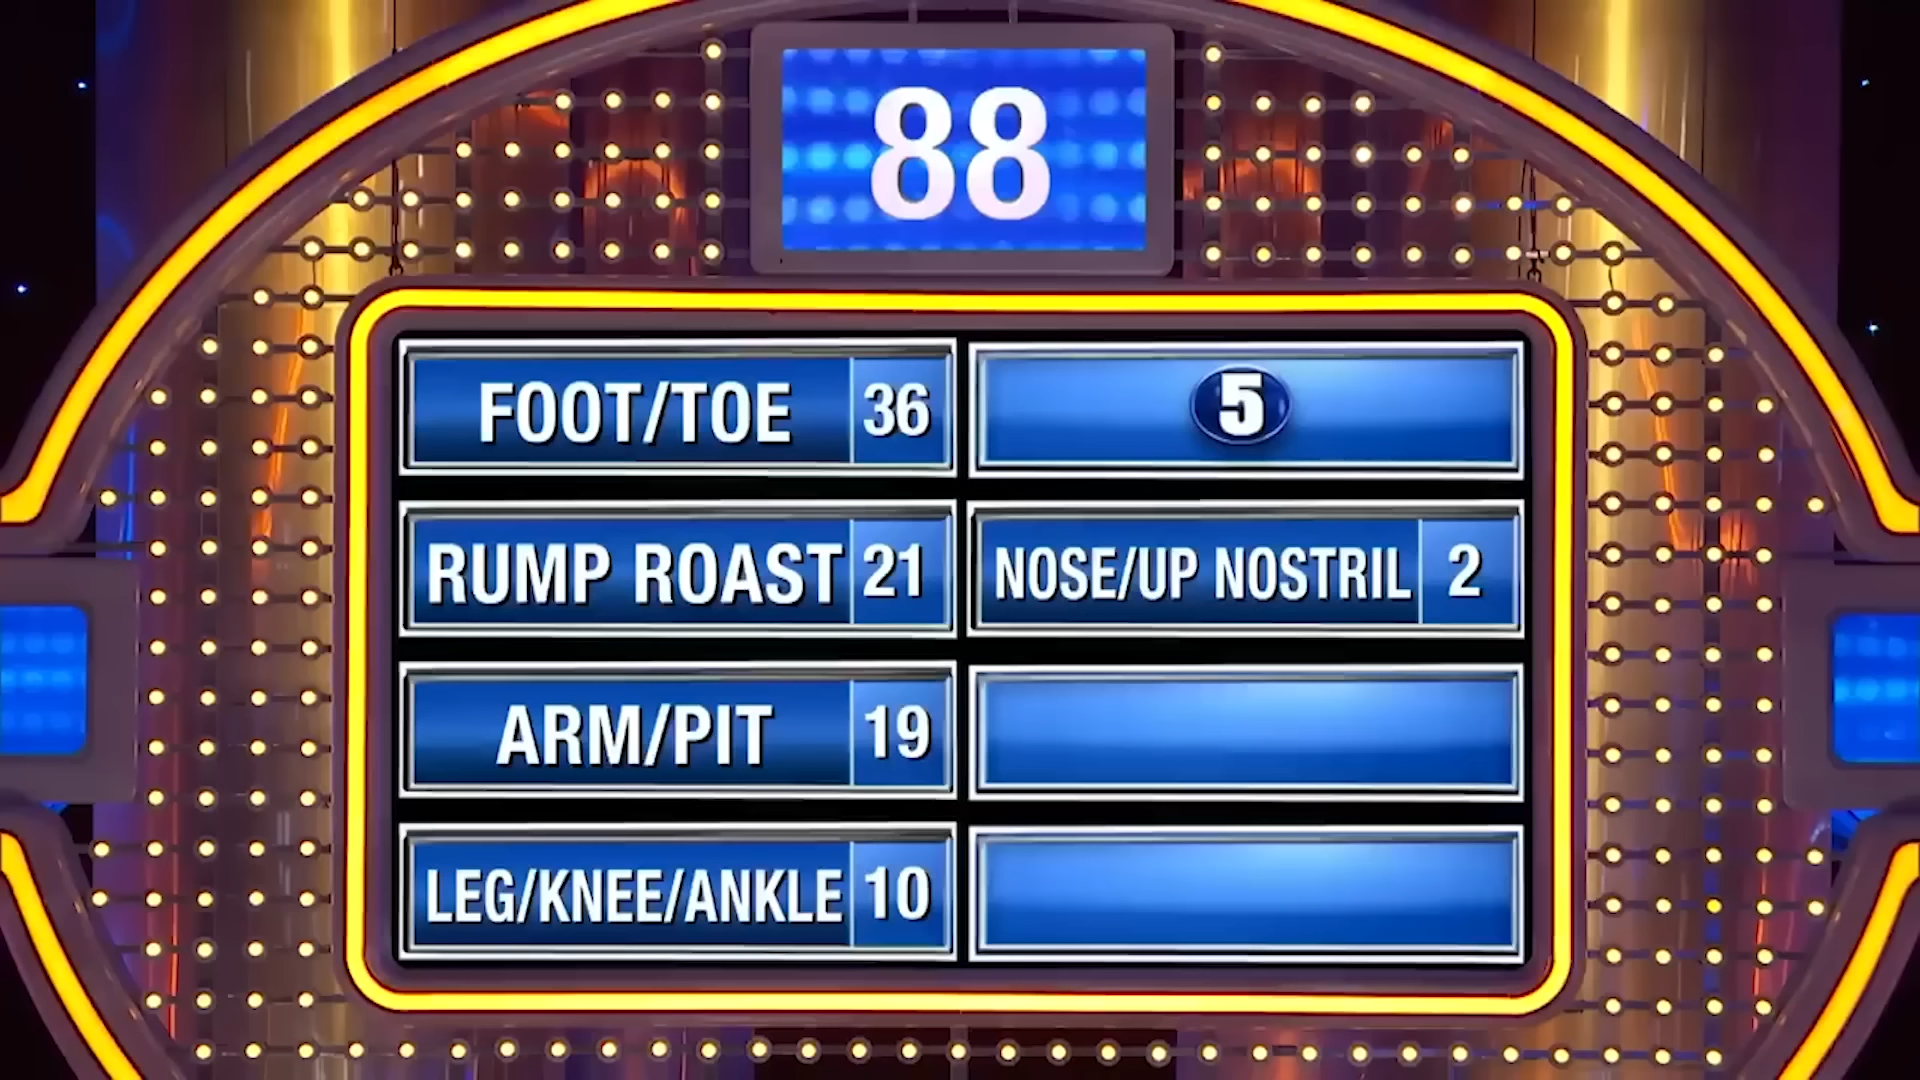 88
FOOT/TOE 36
RUMP ROAST 21
ARM/PIT 19
LEG/KNEE/ANKLE 10
5
NOSE/UP NOSTRIL 2